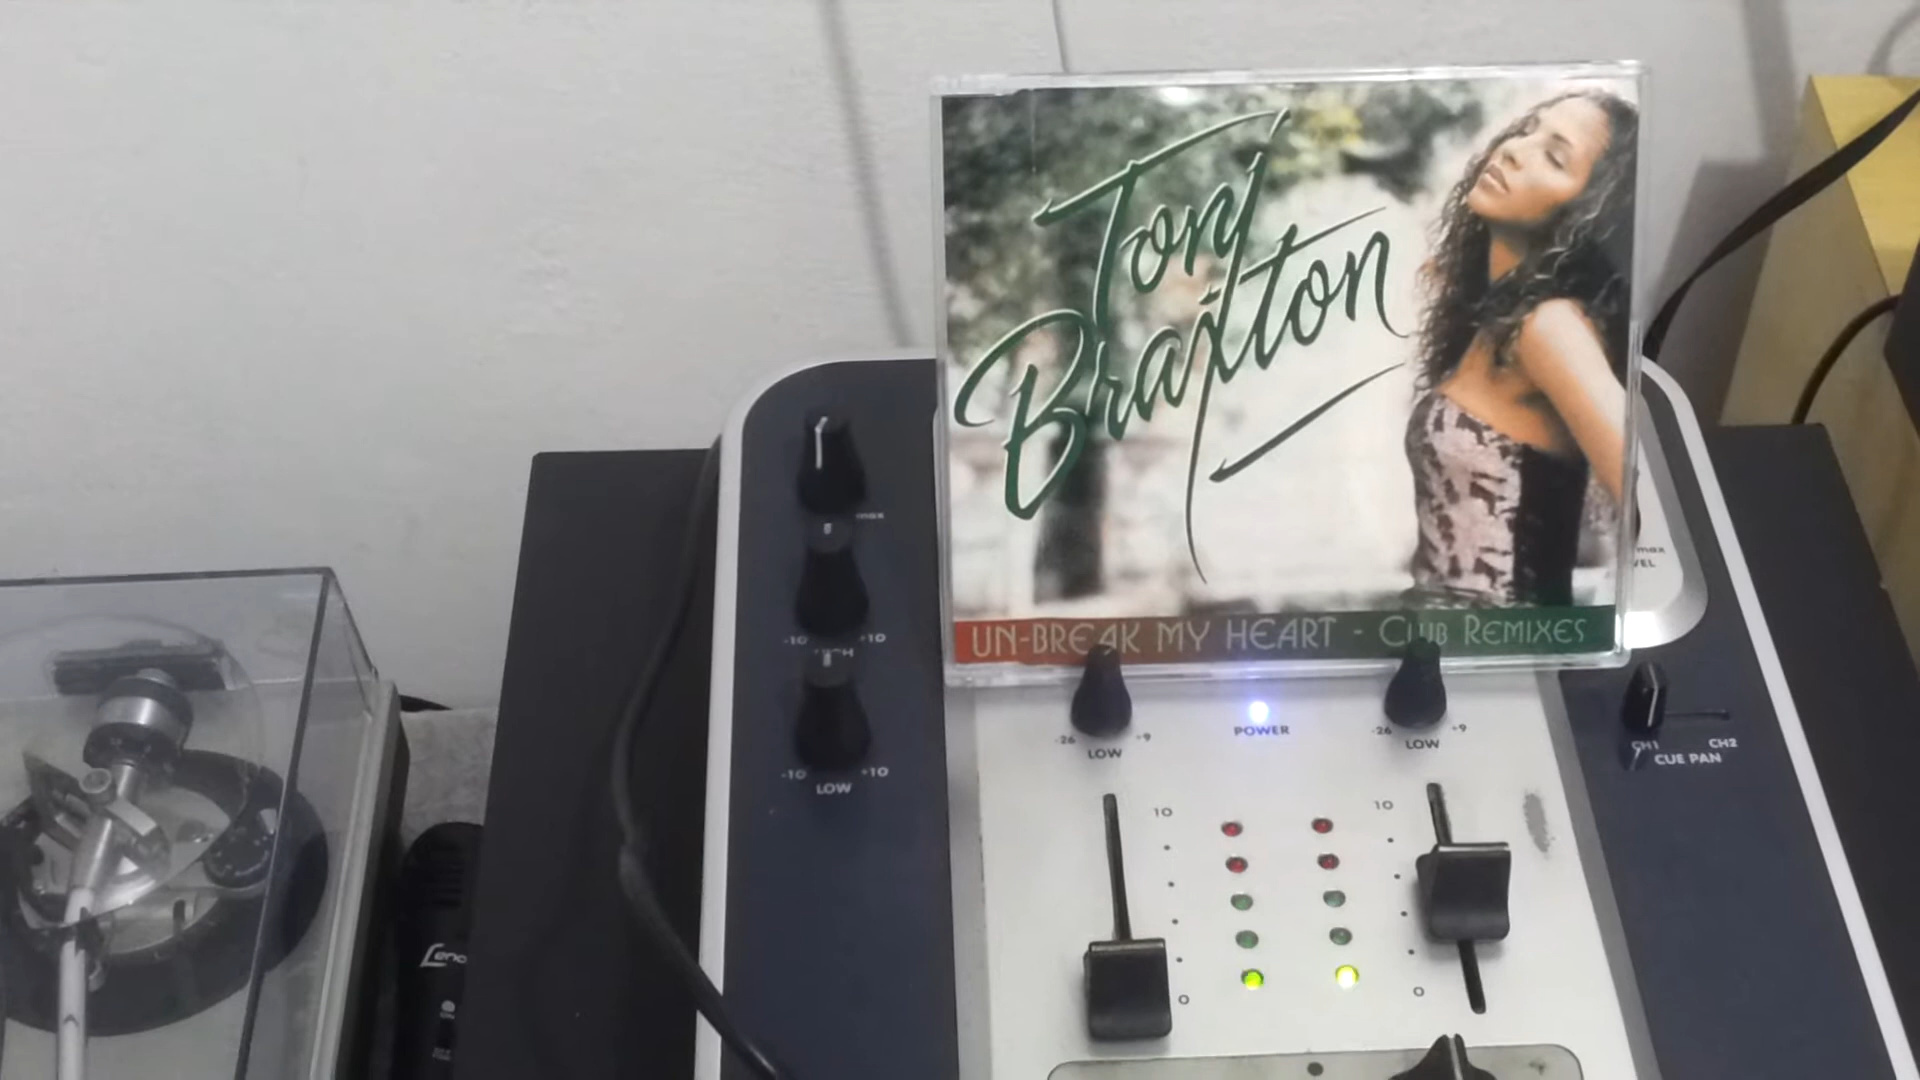 Toni
Braxton
UN-BREAK MY HEART - CLUB REMIXES
max
max
-10 +10
-10 +10
LOW
-26 +9
LOW
POWER
-26 +9
LOW
CH1 CH2
CUE PAN
10
10
0
0